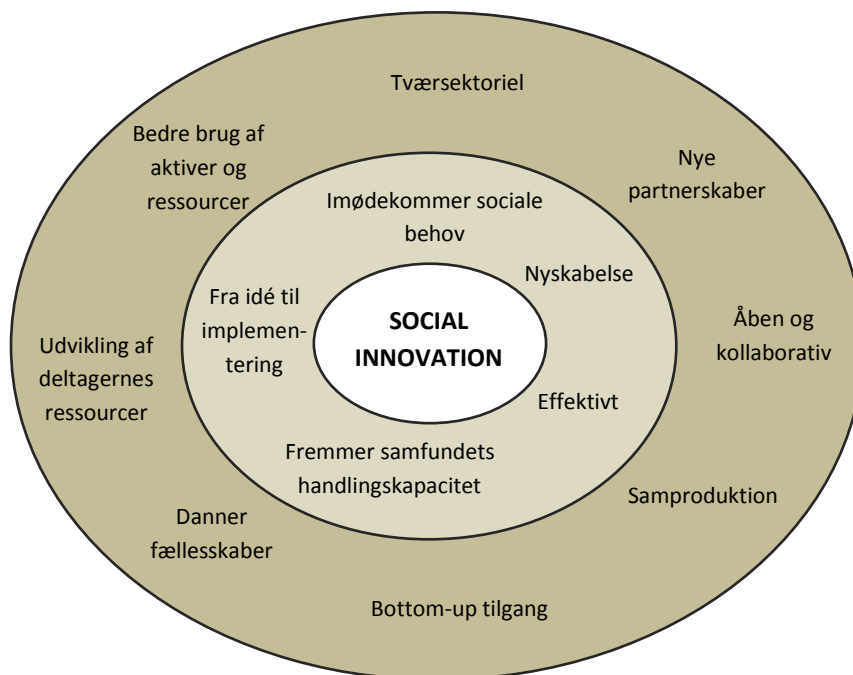 Tværsektoriel
Bedre brug af
aktiver og
ressourcer
Nye
partnerskaber
Imødekommer sociale
behov
Nyskabelse
Fra idé til
implemen-
tering
SOCIAL
INNOVATION
Åben og
kollaborativ
Udvikling af
deltagernes
ressourcer
Effektivt
Fremmer samfundets
handlingskapacitet
Samproduktion
Danner
fællesskaber
Bottom-up tilgang